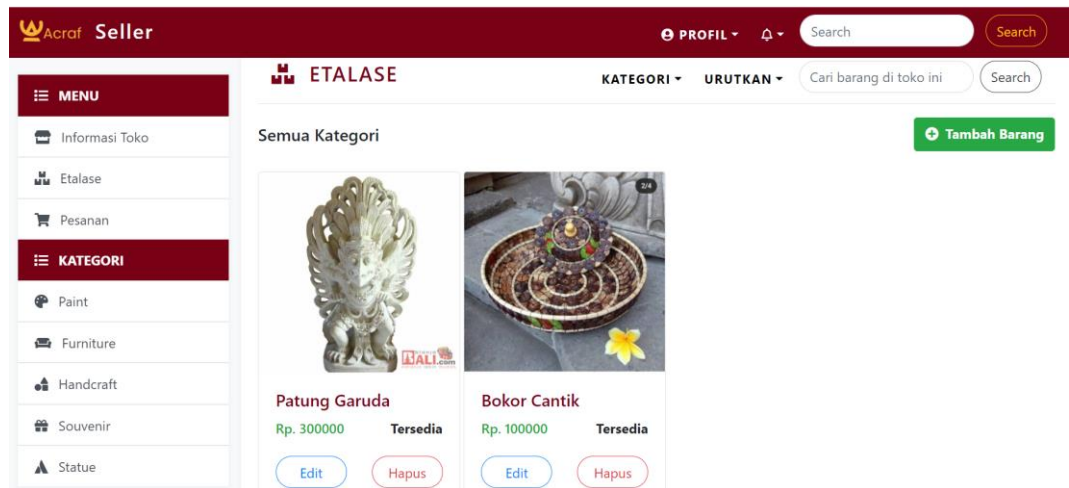 Acraf Seller
PROFIL
Search
Search
MENU
Informasi Toko
Etalase
Pesanan
KATEGORI
Paint
Furniture
Handcraft
Souvenir
Statue
ETALASE
KATEGORI
URUTKAN
Cari barang di toko ini
Search
Semua Kategori
Tambah Barang
BALI.com
2/4
Patung Garuda
Rp. 300000 Tersedia
Edit Hapus
Bokor Cantik
Rp. 100000 Tersedia
Edit Hapus